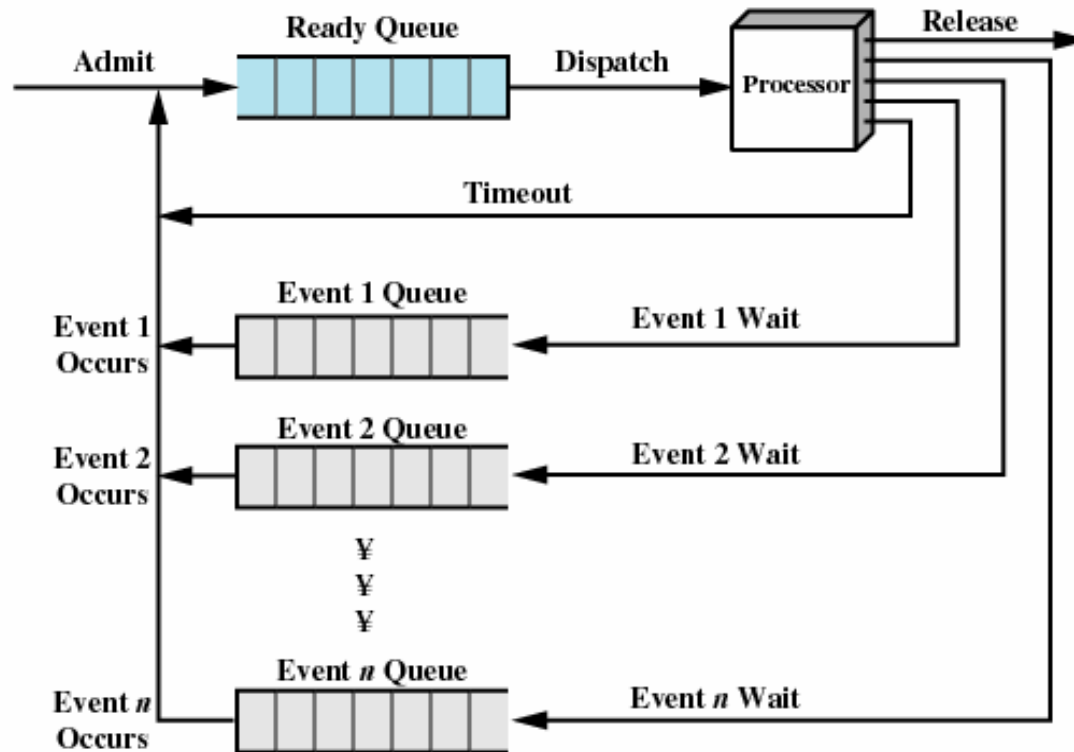 Ready Queue
Release
Admit
Dispatch
Processor
Timeout
Event 1 Queue
Event 1
Occurs
Event 1 Wait
Event 2 Queue
Event 2
Occurs
Event 2 Wait
¥
¥
¥
Event n Queue
Event n
Occurs
Event n Wait